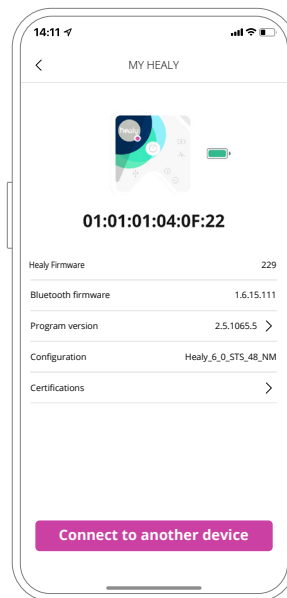 14:11
MY HEALY
healy
01:01:01:04:0F:22
Healy Firmware 229
Bluetooth firmware 1.6.15.111
Program version 2.5.1065.5
Configuration Healy_6_0_STS_48_NM
Certifications
Connect to another device